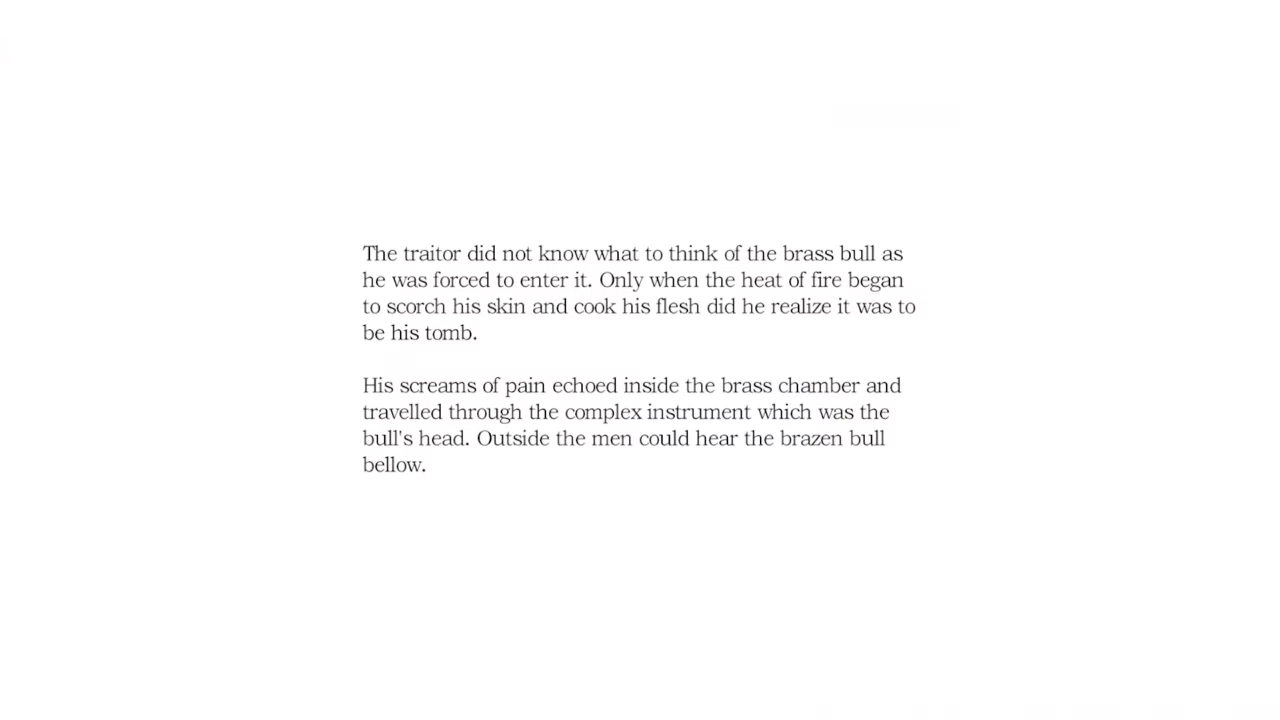 The traitor did not know what to think of the brass bull as
he was forced to enter it. Only when the heat of fire began
to scorch his skin and cook his flesh did he realize it was to
be his tomb.
His screams of pain echoed inside the brass chamber and
travelled through the complex instrument which was the
bull's head. Outside the men could hear the brazen bull
bellow.